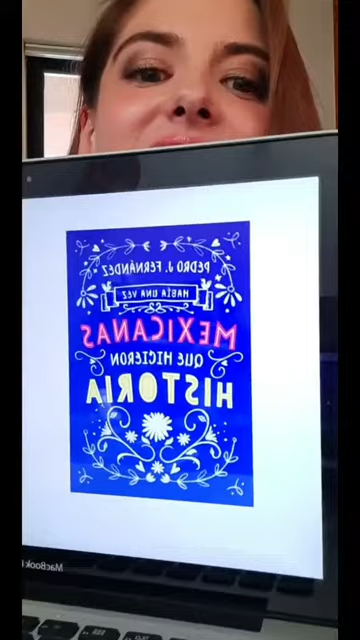 PEDRO J. FERNÁNDEZ
HABÍA UNA VEZ
MEXICANAS
QUE HICIERON
HISTORIA
MacBook